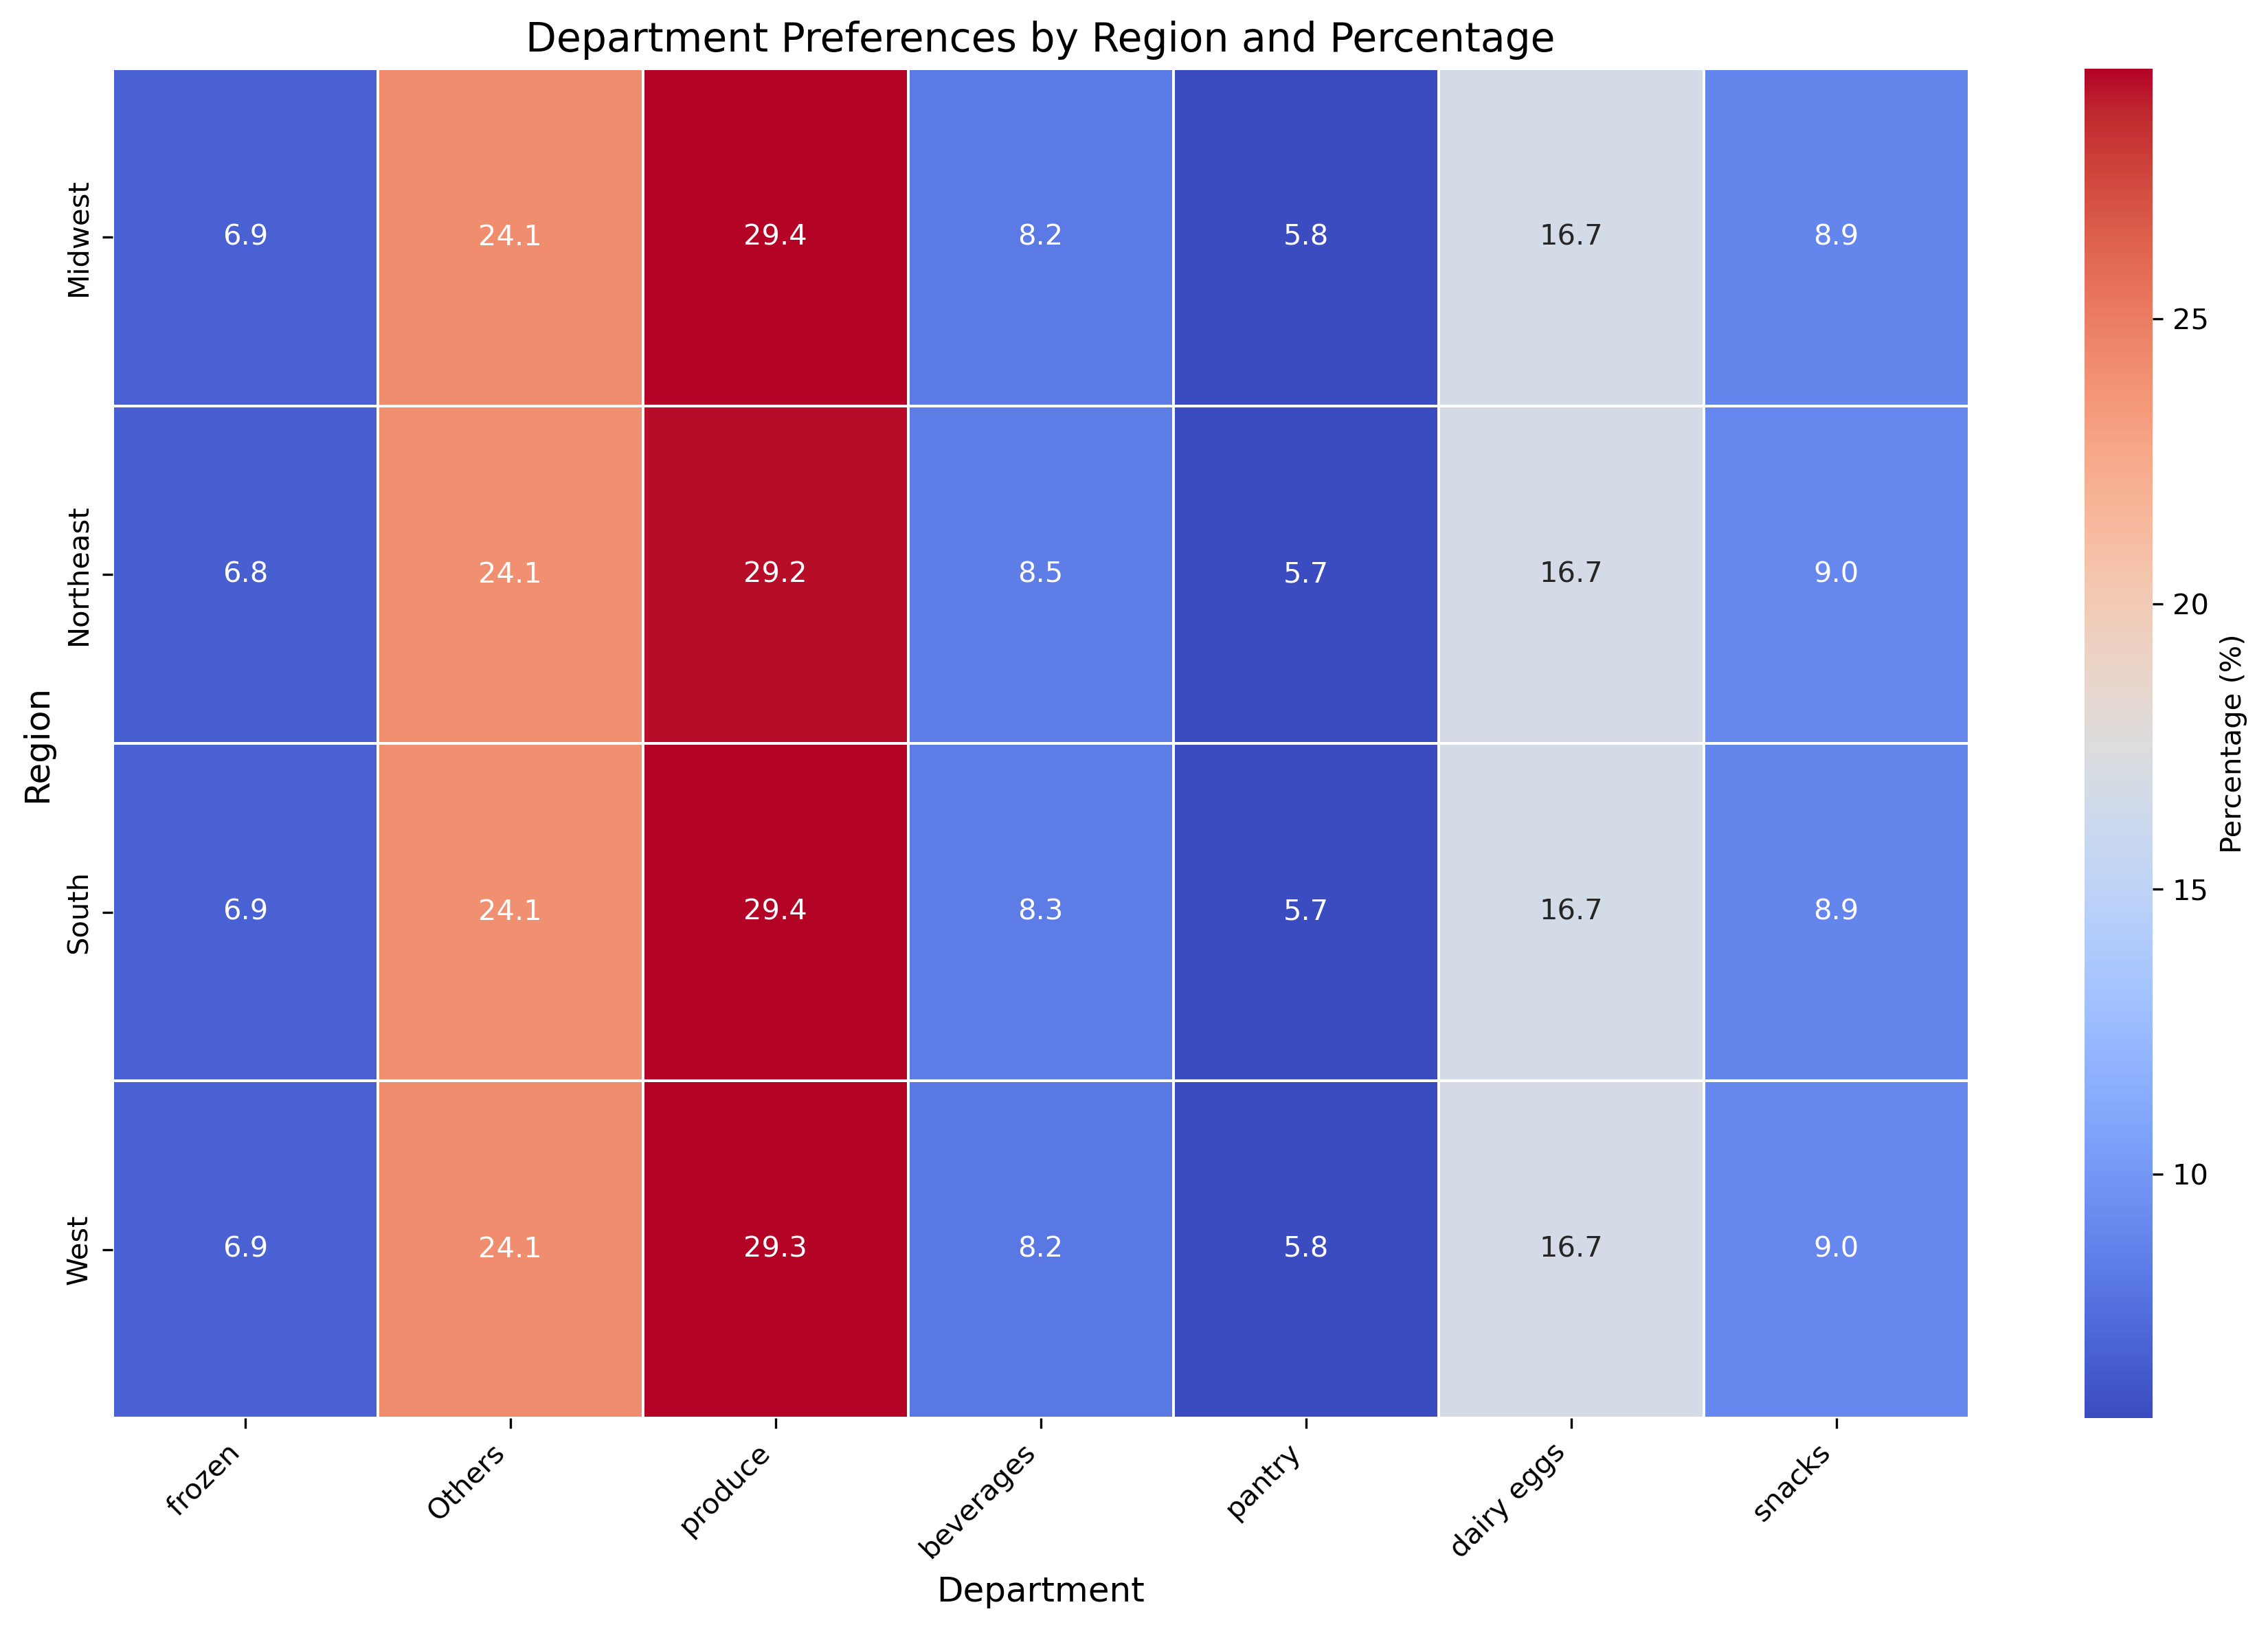 Department Preferences by Region and Percentage
Region
Midwest
6.9 24.1 29.4 8.2 5.8 16.7 8.9
Northeast
6.8 24.1 29.2 8.5 5.7 16.7 9.0
South
6.9 24.1 29.4 8.3 5.7 16.7 8.9
West
6.9 24.1 29.3 8.2 5.8 16.7 9.0
frozen Others produce beverages pantry dairy eggs snacks
Department
25
20
15
10
Percentage (%)